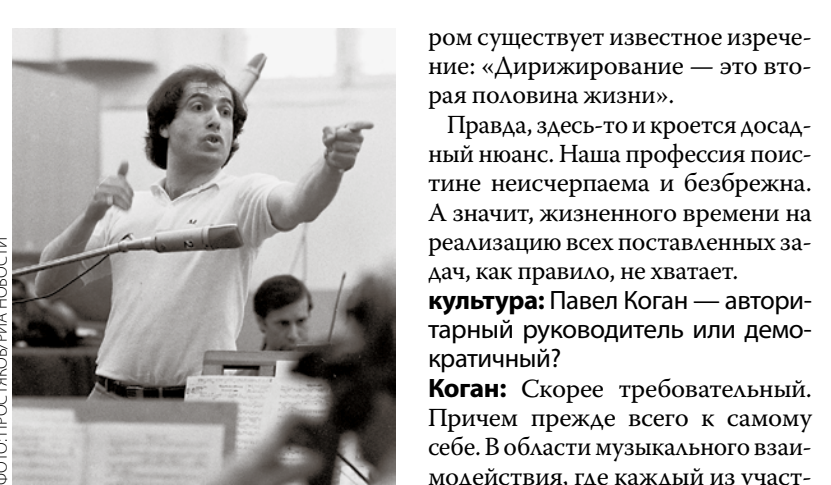 ФОТО: ПРОСТЯКОВ/РИА НОВОСТИ
ром существует известное изрече-
ние: «Дирижирование — это вто-
рая половина жизни».
Правда, здесь-то и кроется досад-
ный нюанс. Наша профессия поис-
тине неисчерпаема и безбрежна.
А значит, жизненного времени на
реализацию всех поставленных за-
дач, как правило, не хватает.
культура: Павел Коган — автори-
тарный руководитель или демо-
кратичный?
Коган: Скорее требовательный.
Причем прежде всего к самому
себе. В области музыкального взаи-
модействия, где каждый из участ-